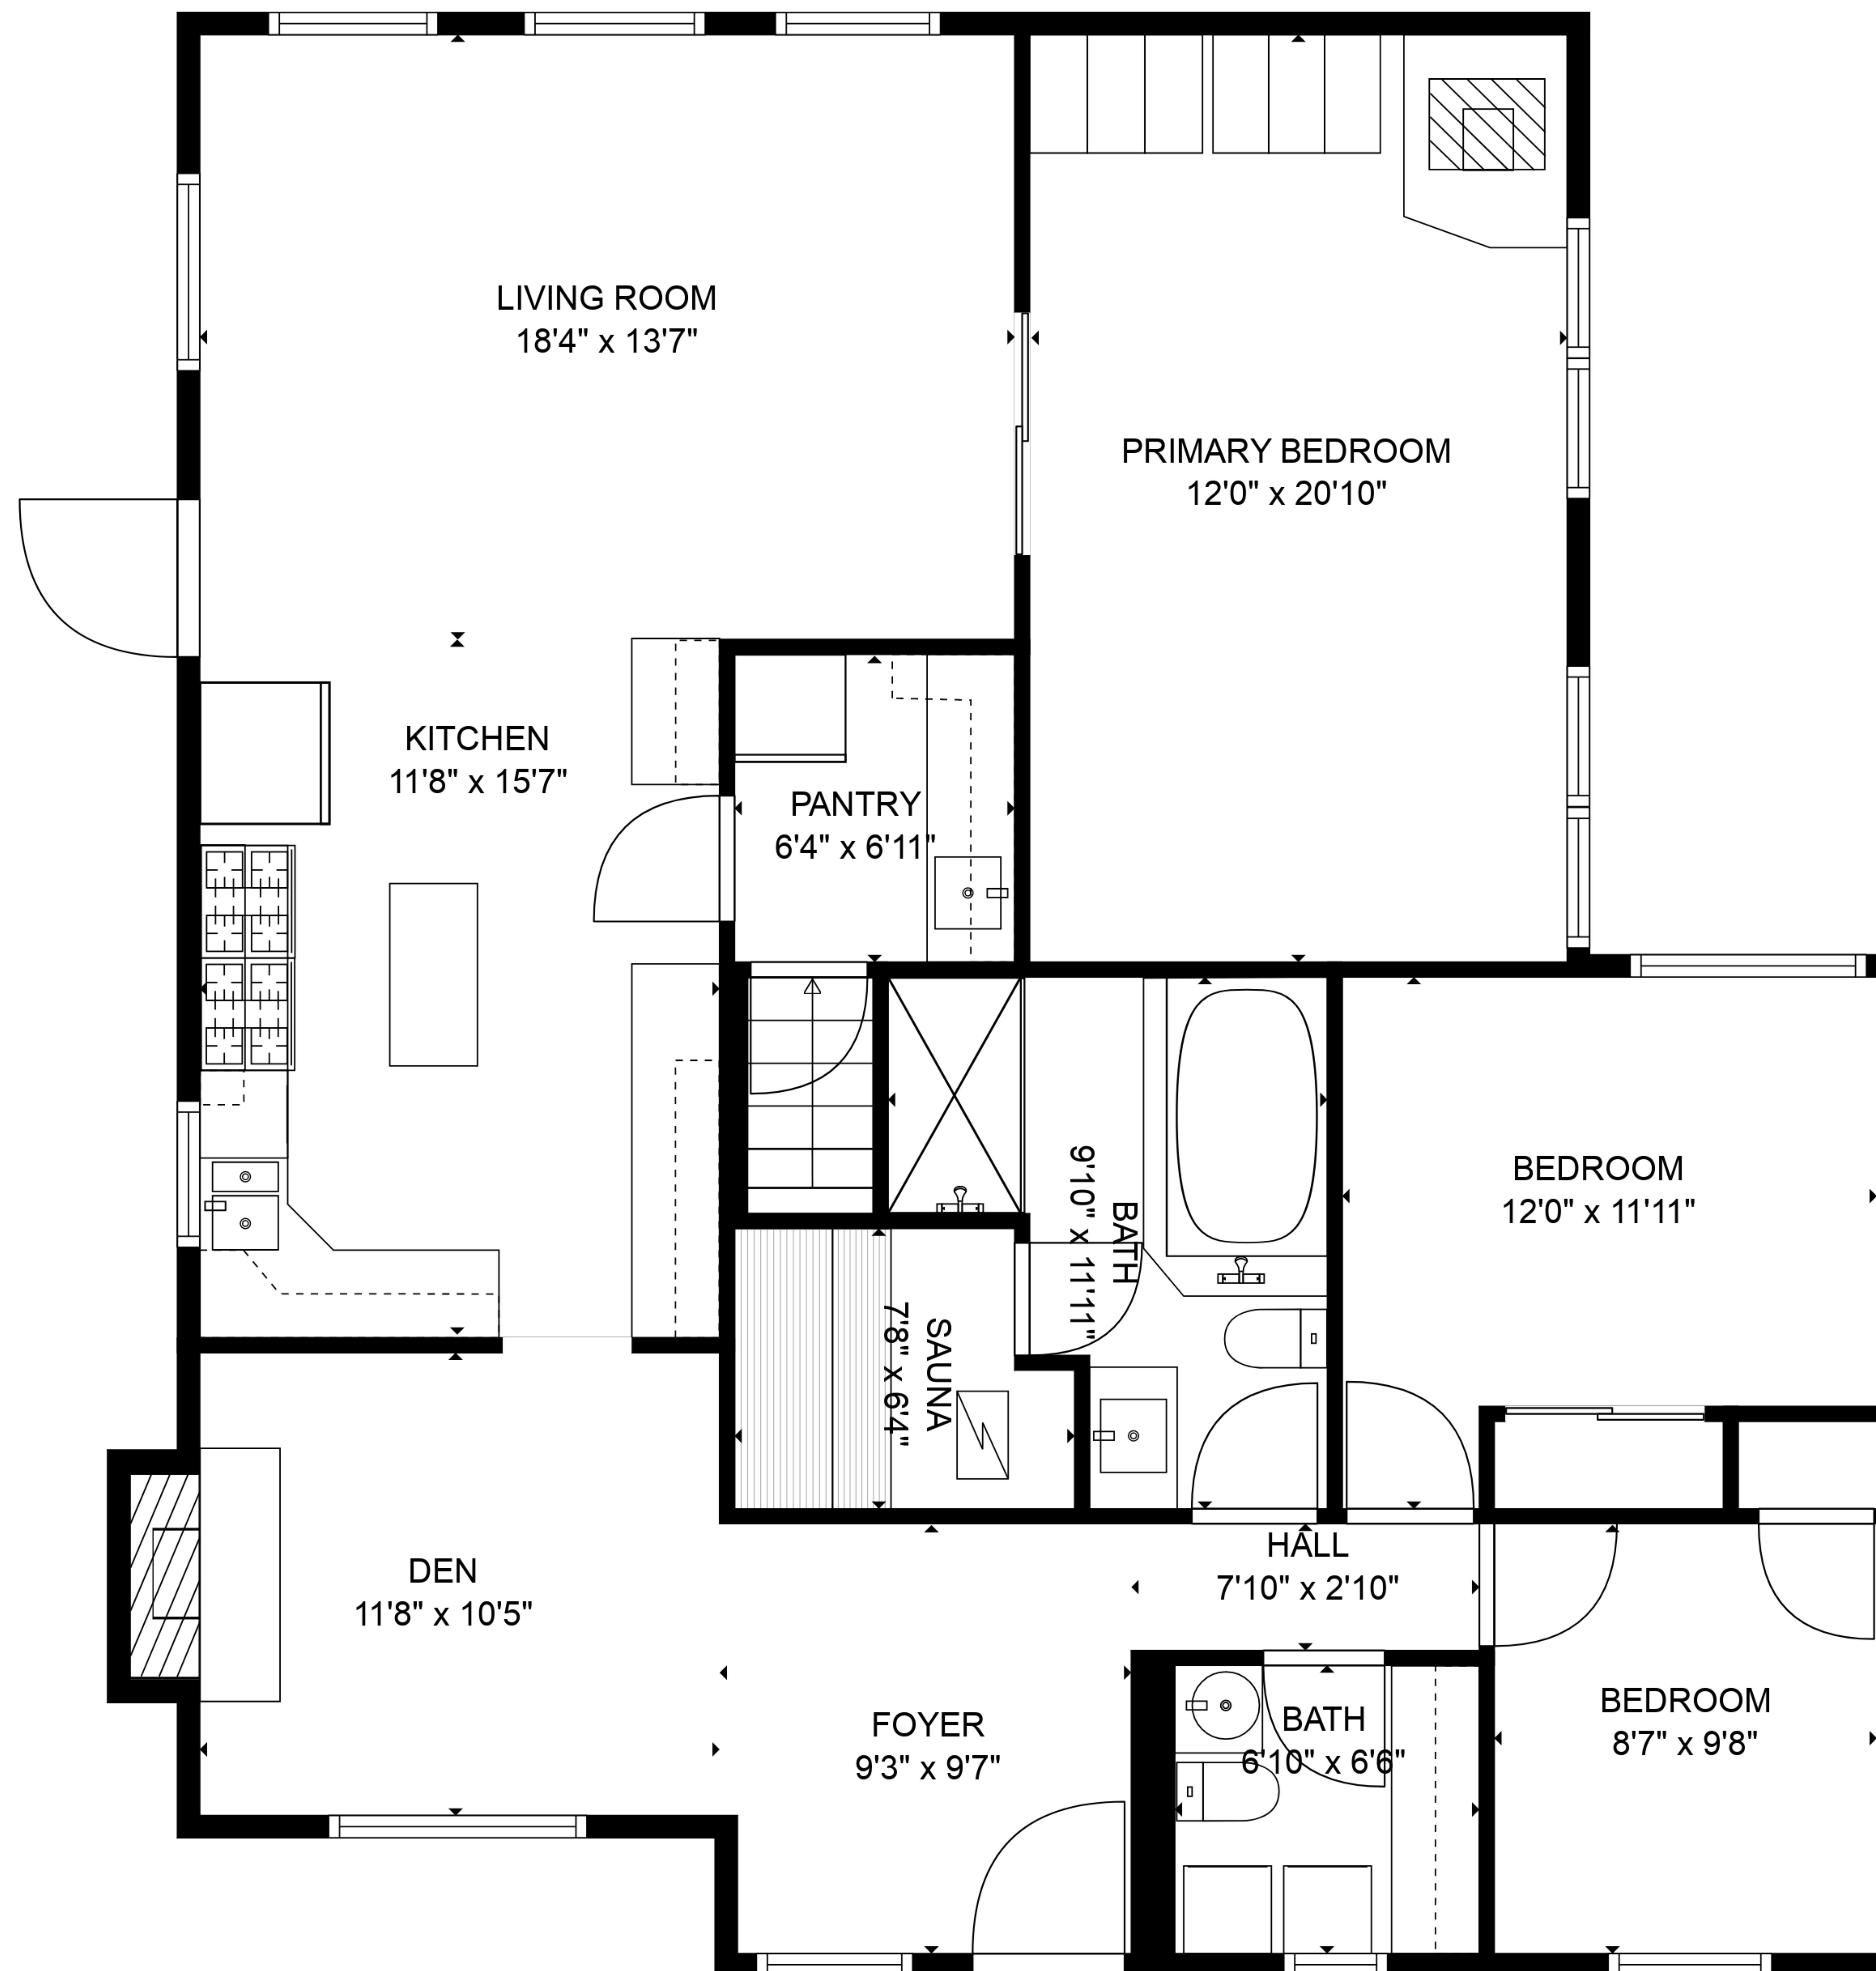 LIVING ROOM
18'4" x 13'7"
PRIMARY BEDROOM
12'0" x 20'10"
KITCHEN
11'8" x 15'7"
PANTRY
6'4" x 6'11"
BATH
9'10" x 11'11"
BEDROOM
12'0" x 11'11"
SAUNA
7'8" x 6'4"
HALL
7'10" x 2'10"
DEN
11'8" x 10'5"
FOYER
9'3" x 9'7"
BATH
6'10" x 6'6"
BEDROOM
8'7" x 9'8"